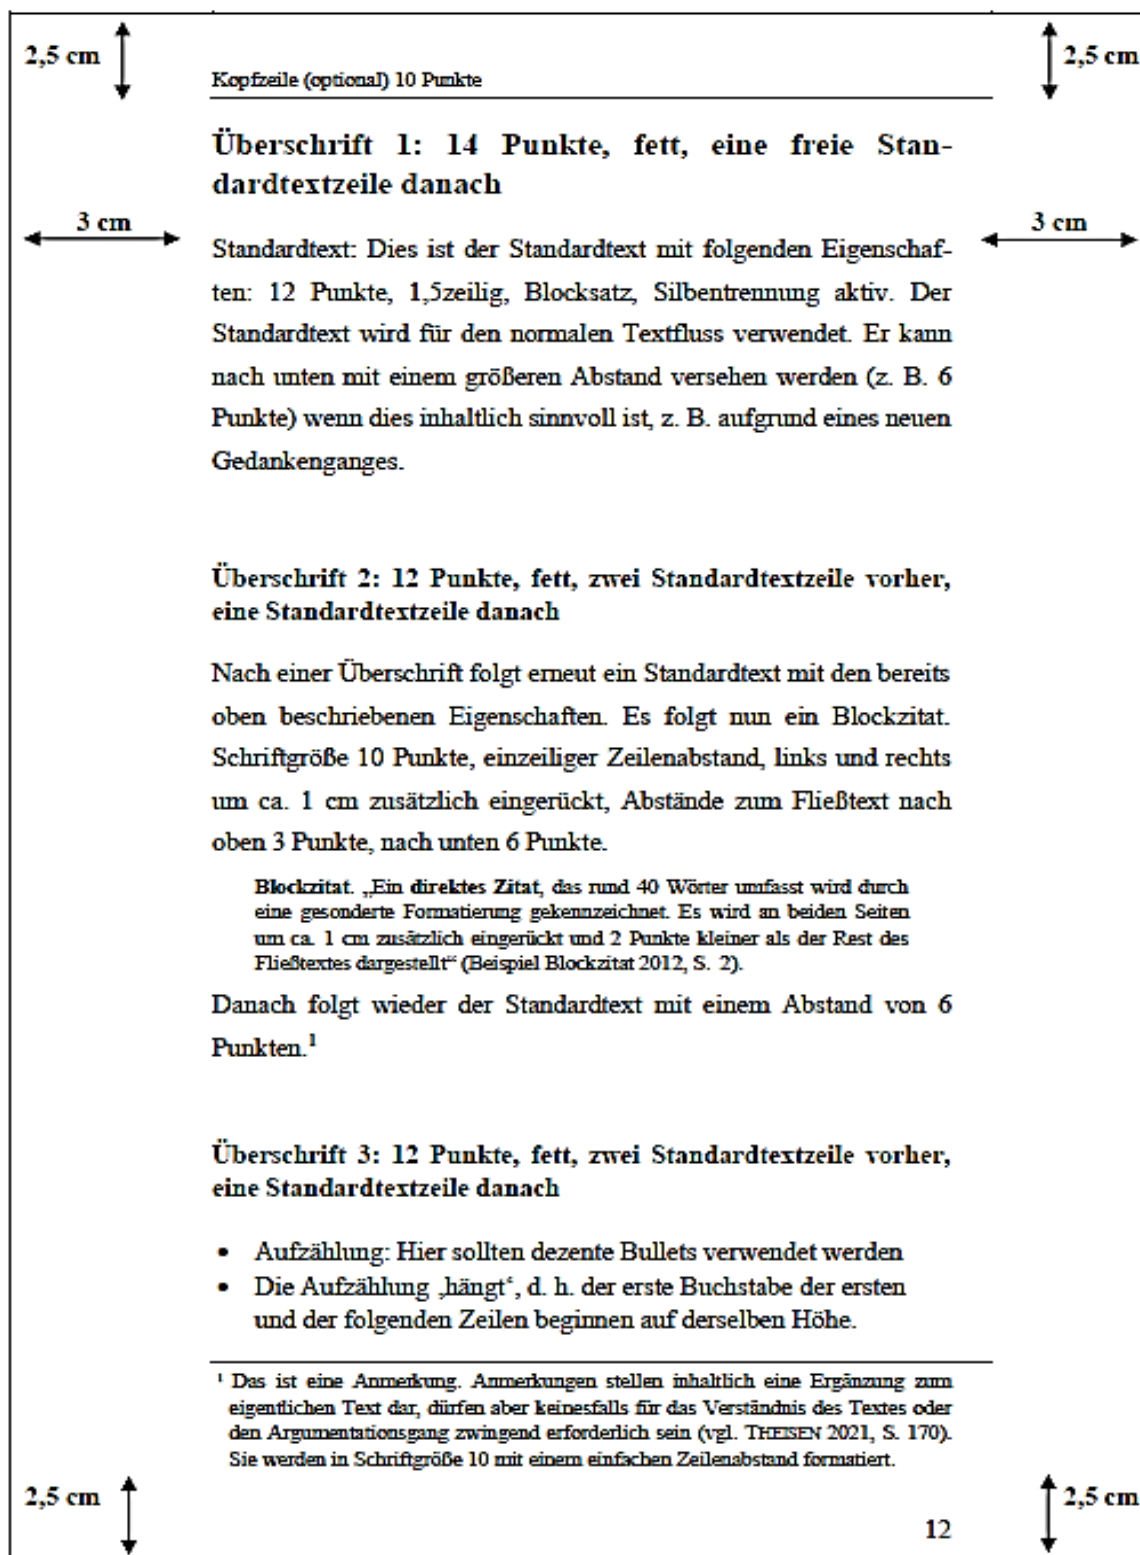 2,5 cm
2,5 cm
Kopfzeile (optional) 10 Punkte
Überschrift 1: 14 Punkte, fett, eine freie Stan-
dardtextzeile danach
3 cm
3 cm
Standardtext: Dies ist der Standardtext mit folgenden Eigenschaf-
ten: 12 Punkte, 1,5zeilig, Blocksatz, Silbentrennung aktiv. Der
Standardtext wird für den normalen Textfluss verwendet. Er kann
nach unten mit einem größeren Abstand versehen werden (z. B. 6
Punkte) wenn dies inhaltlich sinnvoll ist, z. B. aufgrund eines neuen
Gedankenganges.
Überschrift 2: 12 Punkte, fett, zwei Standardtextzeile vorher,
eine Standardtextzeile danach
Nach einer Überschrift folgt erneut ein Standardtext mit den bereits
oben beschriebenen Eigenschaften. Es folgt nun ein Blockzitat.
Schriftgröße 10 Punkte, einzeiliger Zeilenabstand, links und rechts
um ca. 1 cm zusätzlich eingerückt, Abstände zum Fließtext nach
oben 3 Punkte, nach unten 6 Punkte.
Blockzitat. „Ein direktes Zitat, das rund 40 Wörter umfasst wird durch
eine gesonderte Formatierung gekennzeichnet. Es wird an beiden Seiten
um ca. 1 cm zusätzlich eingerückt und 2 Punkte kleiner als der Rest des
Fließtextes dargestellt“ (Beispiel Blockzitat 2012, S. 2).
Danach folgt wieder der Standardtext mit einem Abstand von 6
Punkten.¹
Überschrift 3: 12 Punkte, fett, zwei Standardtextzeile vorher,
eine Standardtextzeile danach
• Aufzählung: Hier sollten dezente Bullets verwendet werden
• Die Aufzählung ‚hängt‘, d. h. der erste Buchstabe der ersten
und der folgenden Zeilen beginnen auf derselben Höhe.
¹ Das ist eine Anmerkung. Anmerkungen stellen inhaltlich eine Ergänzung zum
eigentlichen Text dar, dürfen aber keinesfalls für das Verständnis des Textes oder
den Argumentationsgang zwingend erforderlich sein (vgl. THEISEN 2021, S. 170).
Sie werden in Schriftgröße 10 mit einem einfachen Zeilenabstand formatiert.
2,5 cm
2,5 cm
12